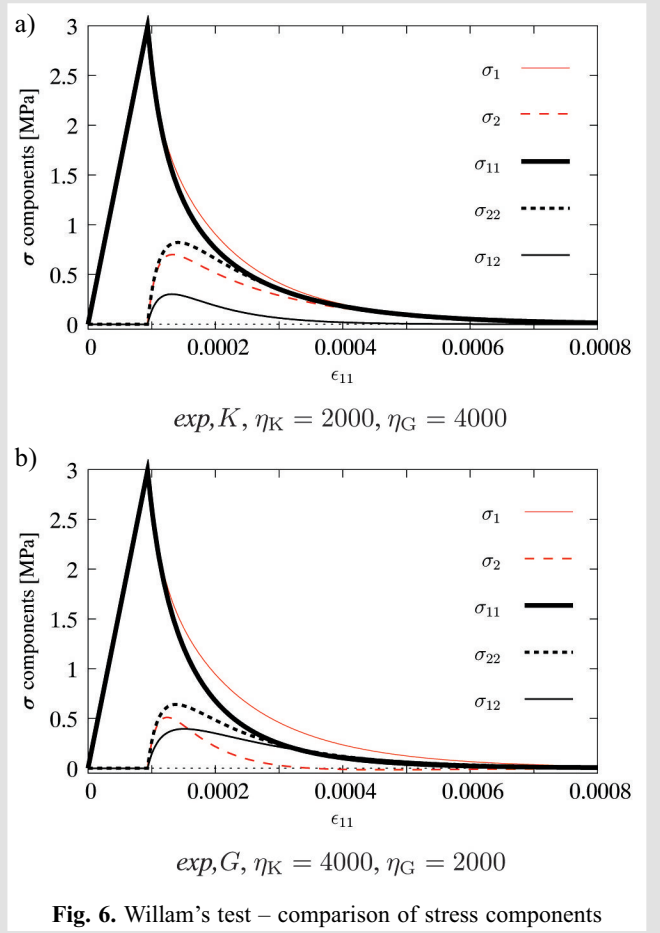 a)
3
2.5
2
1.5
1
0.5
0
σ components [MPa]
σ₁
σ₂
σ₁₁
σ₂₂
σ₁₂
0 0.0002 0.0004 0.0006 0.0008
ϵ₁₁
exp,K, ηK = 2000, ηG = 4000
b)
3
2.5
2
1.5
1
0.5
0
σ components [MPa]
σ₁
σ₂
σ₁₁
σ₂₂
σ₁₂
0 0.0002 0.0004 0.0006 0.0008
ϵ₁₁
exp,G, ηK = 4000, ηG = 2000
Fig. 6. Willam's test – comparison of stress components